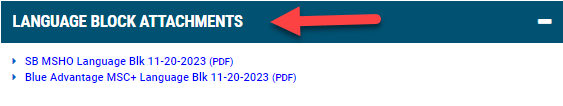 LANGUAGE BLOCK ATTACHMENTS
SB MSHO Language Blk 11-20-2023 (PDF)
Blue Advantage MSC+ Language Blk 11-20-2023 (PDF)